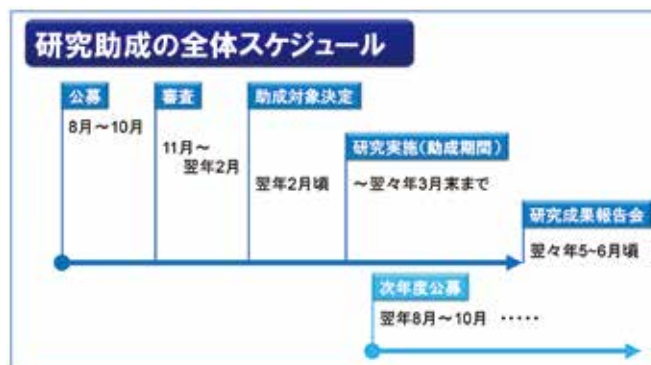 研究助成の全体スケジュール
公募
8月~10月
審査
11月~
翌年2月
助成対象決定
翌年2月頃
研究実施(助成期間)
~翌々年3月末まで
研究成果報告会
翌々年5~6月頃
次年度公募
翌年8月~10月 ・・・・・